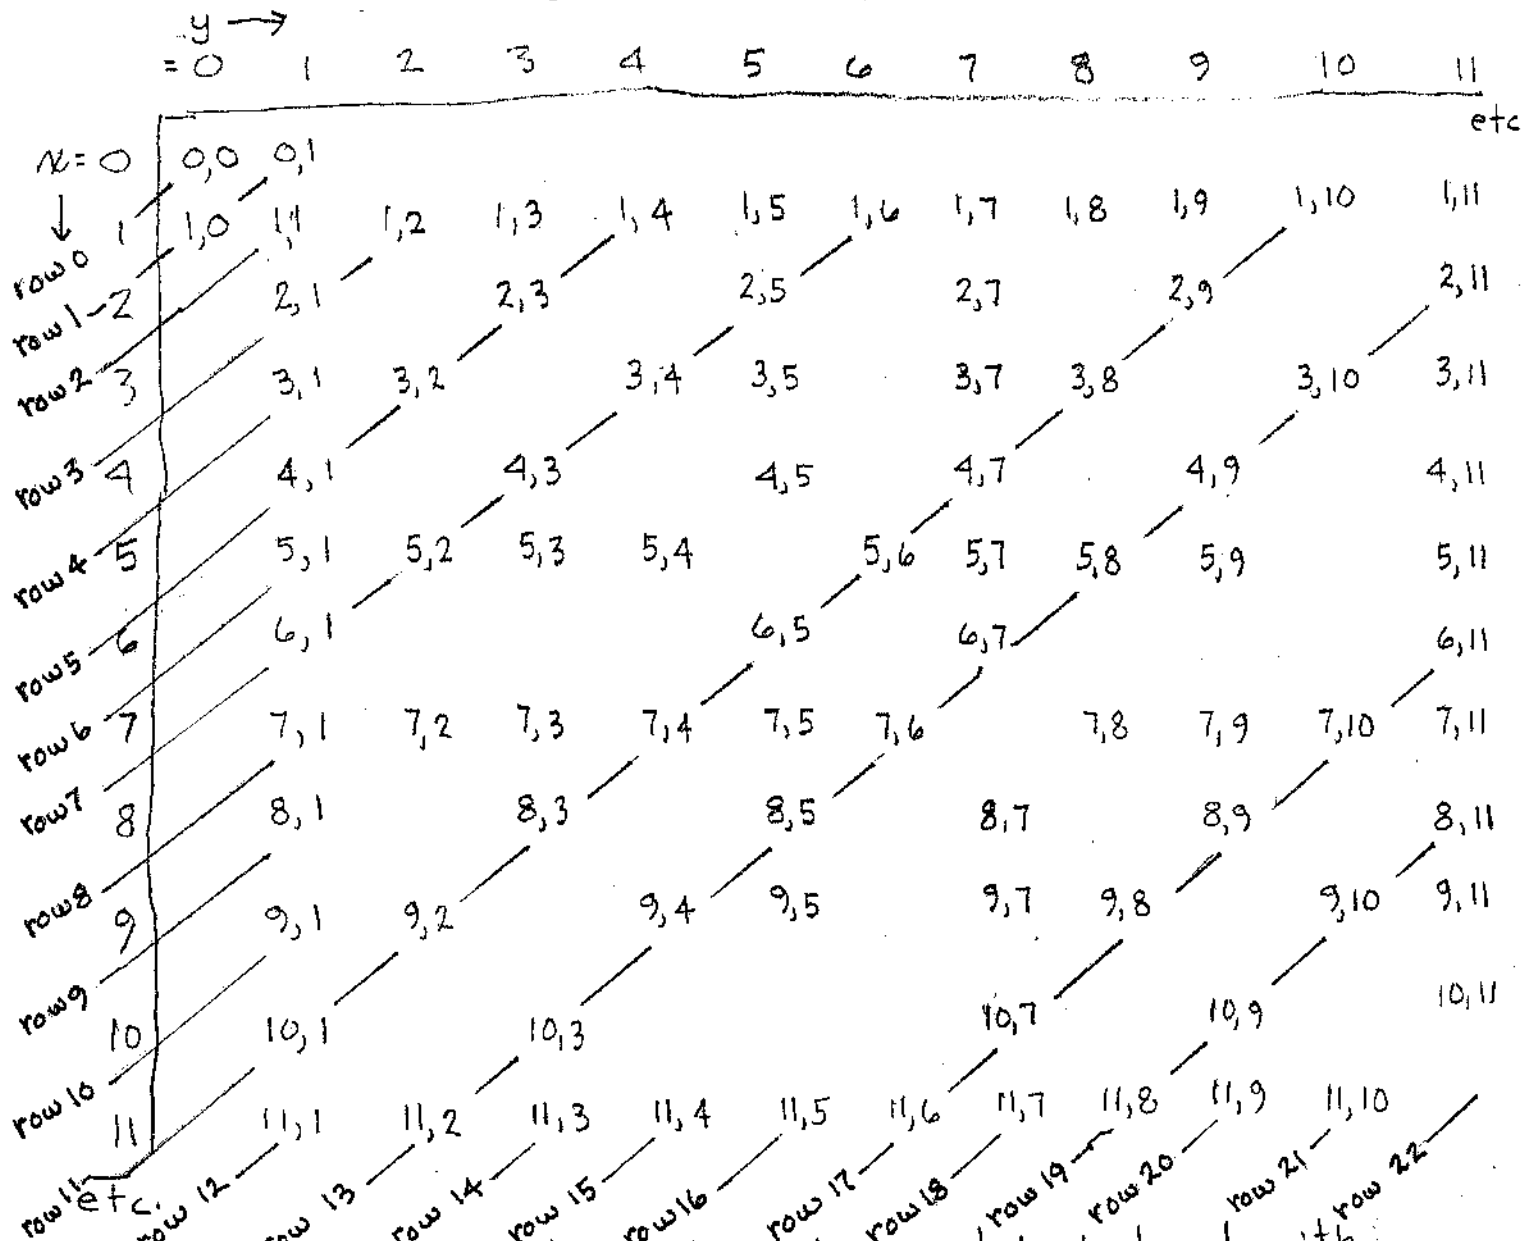 y →
= 0 1 2 3 4 5 6 7 8 9 10 11
etc
x = 0 0,0 0,1
↓ 1 1,0 1,1 1,2 1,3 1,4 1,5 1,6 1,7 1,8 1,9 1,10 1,11
row 0
row 1 - 2 2,1 2,3 2,5 2,7 2,9 2,11
row 2 3 3,1 3,2 3,4 3,5 3,7 3,8 3,10 3,11
row 3 4 4,1 4,3 4,5 4,7 4,9 4,11
row 4 5 5,1 5,2 5,3 5,4 5,6 5,7 5,8 5,9 5,11
row 5 6 6,1 6,5 6,7 6,11
row 6 7 7,1 7,2 7,3 7,4 7,5 7,6 7,8 7,9 7,10 7,11
row 7 8 8,1 8,3 8,5 8,7 8,9 8,11
row 8 9 9,1 9,2 9,4 9,5 9,7 9,8 9,10 9,11
row 9 10 10,1 10,3 10,7 10,9 10,11
row 10 11 11,1 11,2 11,3 11,4 11,5 11,6 11,7 11,8 11,9 11,10
row 11 etc. row 12 row 13 row 14 row 15 row 16 row 17 row 18 row 19 row 20 row 21 row 22